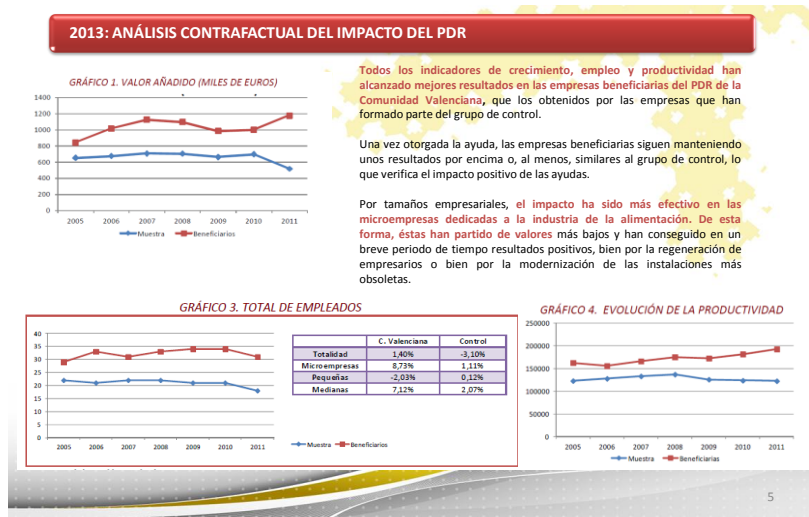 2013: ANÁLISIS CONTRAFACTUAL DEL IMPACTO DEL PDR
GRÁFICO 1. VALOR AÑADIDO (MILES DE EUROS)
1400
1200
1000
800
600
400
200
0
2005 2006 2007 2008 2009 2010 2011
Muestra Beneficiarios
Todos los indicadores de crecimiento, empleo y productividad han
alcanzado mejores resultados en las empresas beneficiarias del PDR de la
Comunidad Valenciana, que los obtenidos por las empresas que han
formado parte del grupo de control.
Una vez otorgada la ayuda, las empresas beneficiarias siguen manteniendo
unos resultados por encima o, al menos, similares al grupo de control, lo
que verifica el impacto positivo de las ayudas.
Por tamaños empresariales, el impacto ha sido más efectivo en las
microempresas dedicadas a la industria de la alimentación. De esta
forma, éstas han partido de valores más bajos y han conseguido en un
breve periodo de tiempo resultados positivos, bien por la regeneración de
empresarios o bien por la modernización de las instalaciones más
obsoletas.
GRÁFICO 3. TOTAL DE EMPLEADOS
40
35
30
25
20
15
10
5
0
2005 2006 2007 2008 2009 2010 2011
Muestra Beneficiarios
C. Valenciana Control
Totalidad 1,40% -3,10%
Microempresas 8,73% 1,11%
Pequeñas -2,03% 0,12%
Medianas 7,12% 2,07%
GRÁFICO 4. EVOLUCIÓN DE LA PRODUCTIVIDAD
250000
200000
150000
100000
50000
0
2005 2006 2007 2008 2009 2010 2011
Muestra Beneficiarias
5